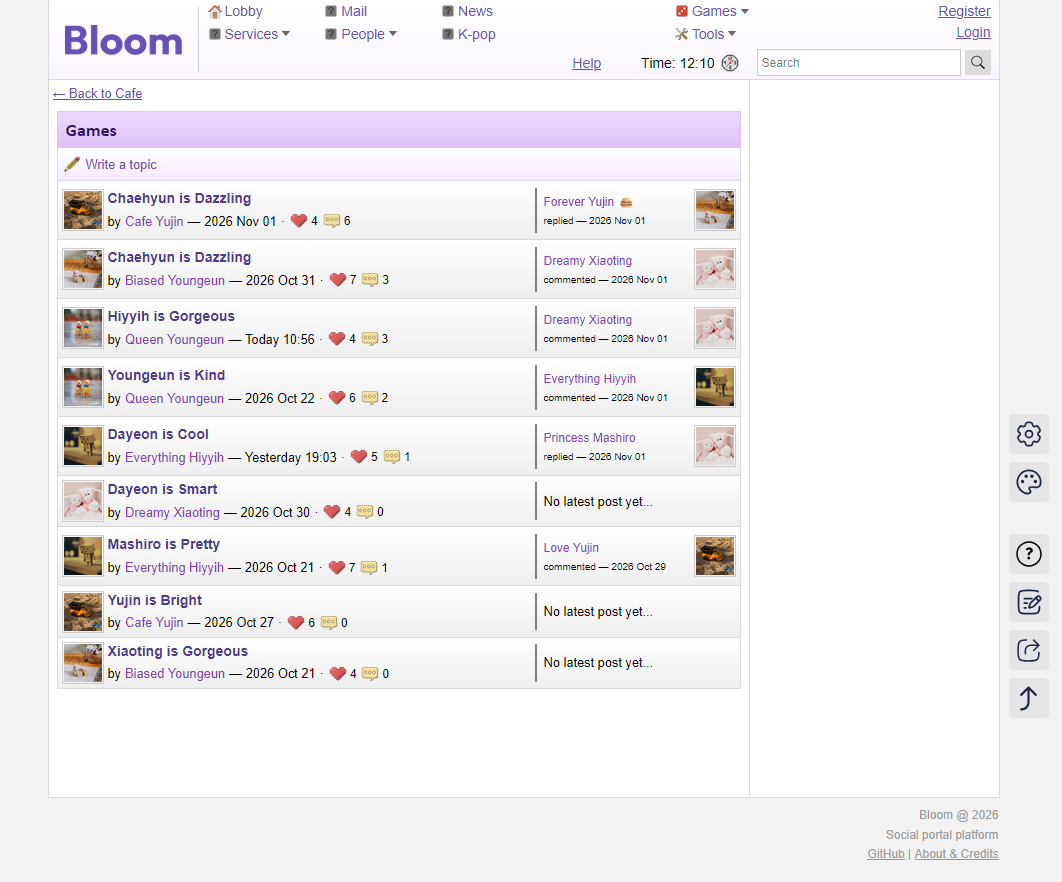 Bloom
Lobby
Mail
News
Games
Register
Services
People
K-pop
Tools
Login
Help
Time: 12:10
Search
← Back to Cafe
Games
Write a topic
Chaehyun is Dazzling
by Cafe Yujin — 2026 Nov 01 · 4 6
Forever Yujin
replied — 2026 Nov 01
Chaehyun is Dazzling
by Biased Youngeun — 2026 Oct 31 · 7 3
Dreamy Xiaoting
commented — 2026 Nov 01
Hiyyih is Gorgeous
by Queen Youngeun — Today 10:56 · 4 3
Dreamy Xiaoting
commented — 2026 Nov 01
Youngeun is Kind
by Queen Youngeun — 2026 Oct 22 · 6 2
Everything Hiyyih
commented — 2026 Nov 01
Dayeon is Cool
by Everything Hiyyih — Yesterday 19:03 · 5 1
Princess Mashiro
replied — 2026 Nov 01
Dayeon is Smart
by Dreamy Xiaoting — 2026 Oct 30 · 4 0
No latest post yet...
Mashiro is Pretty
by Everything Hiyyih — 2026 Oct 21 · 7 1
Love Yujin
commented — 2026 Oct 29
Yujin is Bright
by Cafe Yujin — 2026 Oct 27 · 6 0
No latest post yet...
Xiaoting is Gorgeous
by Biased Youngeun — 2026 Oct 21 · 4 0
No latest post yet...
Bloom @ 2026
Social portal platform
GitHub | About & Credits